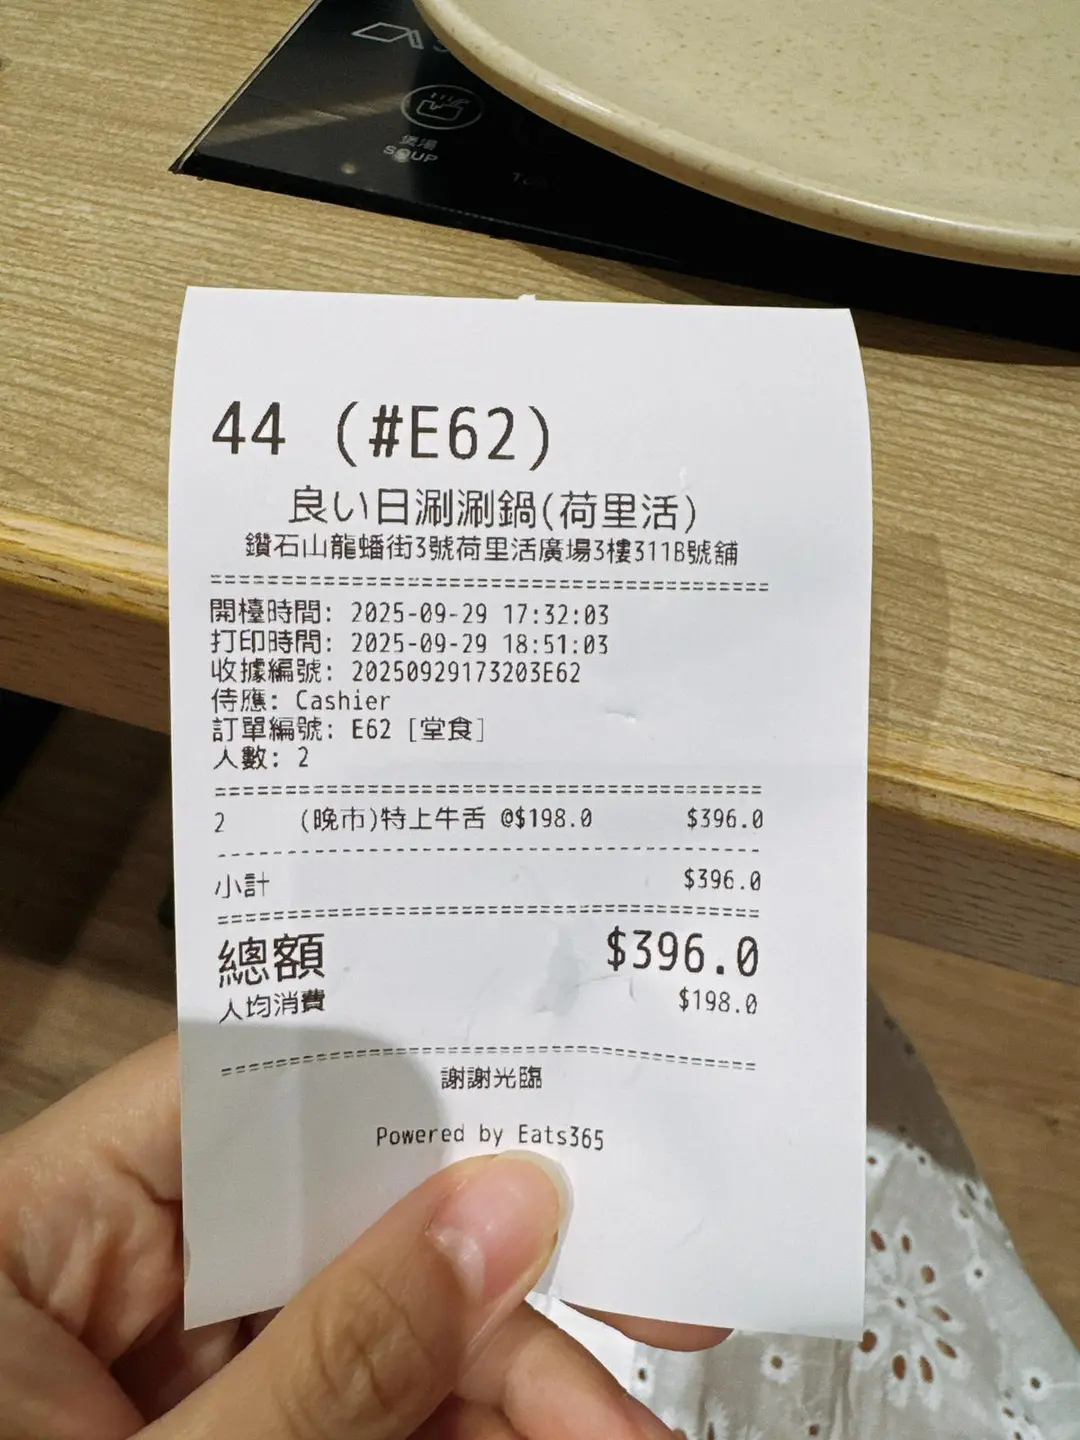 煲湯
SOUP
44 (#E62)
良い日涮涮鍋(荷里活)
鑽石山龍蟠街3號荷里活廣場3樓311B號舖
開檯時間: 2025-09-29 17:32:03
打印時間: 2025-09-29 18:51:03
收據編號: 20250929173203E62
侍應: Cashier
訂單編號: E62 [堂食]
人數: 2
2 (晚市)特上牛舌 @$198.0 $396.0
小計 $396.0
總額 $396.0
人均消費 $198.0
謝謝光臨
Powered by Eats365